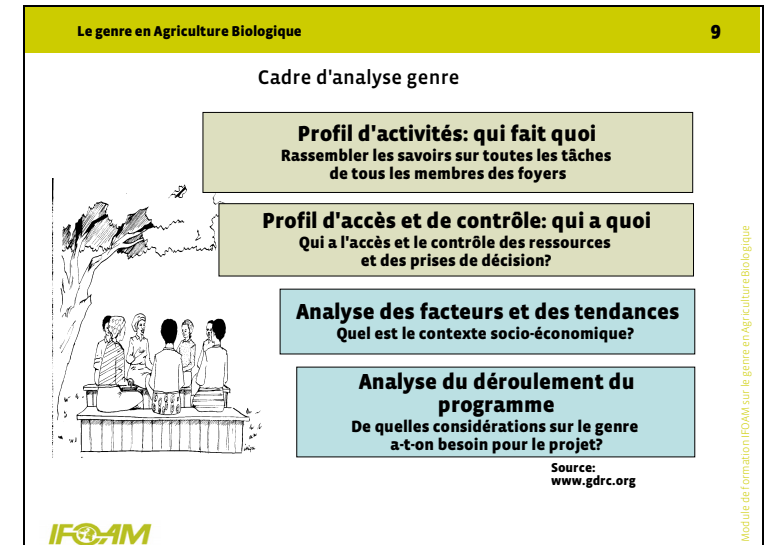 Le genre en Agriculture Biologique 9
Cadre d'analyse genre
Profil d'activités: qui fait quoi
Rassembler les savoirs sur toutes les tâches
de tous les membres des foyers
Profil d'accès et de contrôle: qui a quoi
Qui a l'accès et le contrôle des ressources
et des prises de décision?
Analyse des facteurs et des tendances
Quel est le contexte socio-économique?
Analyse du déroulement du
programme
De quelles considérations sur le genre
a-t-on besoin pour le projet?
Source:
www.gdrc.org
Module de formation IFOAM sur le genre en Agriculture Biologique
IFOAM